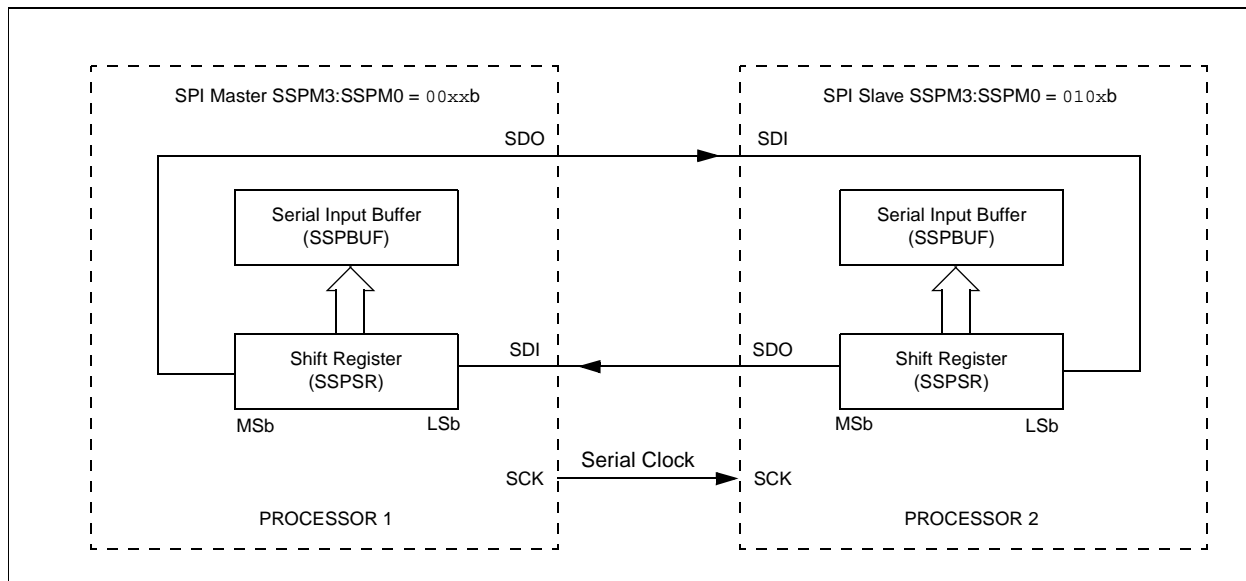 SPI Master SSPM3:SSPM0 = 00xxb
SDO
Serial Input Buffer
(SSPBUF)
Shift Register
(SSPSR)
MSb
LSb
SDI
SCK
PROCESSOR 1
Serial Clock
SPI Slave SSPM3:SSPM0 = 010xb
SDI
Serial Input Buffer
(SSPBUF)
SDO
Shift Register
(SSPSR)
MSb
LSb
SCK
PROCESSOR 2